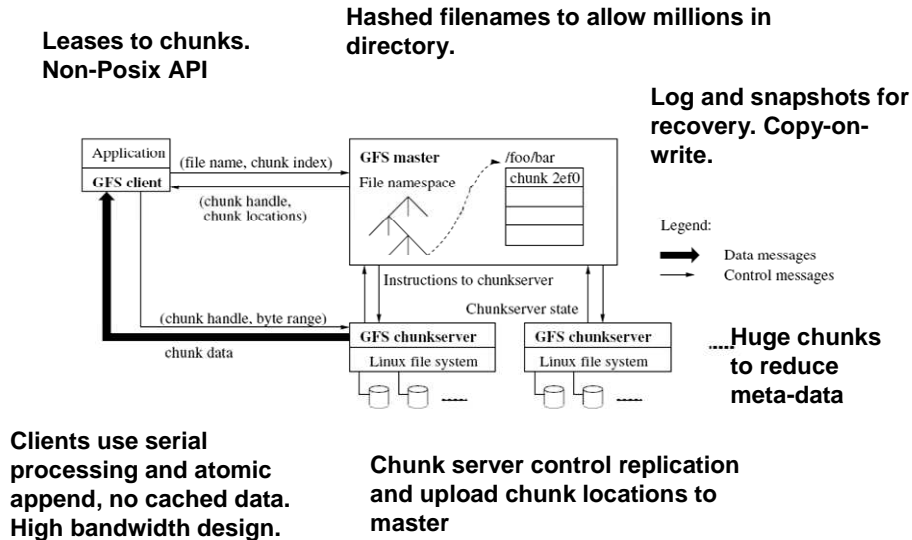 Hashed filenames to allow millions in
directory.
Leases to chunks.
Non-Posix API
Log and snapshots for
recovery. Copy-on-
write.
Application
GFS client
(file name, chunk index)
(chunk handle,
chunk locations)
GFS master
File namespace
/foo/bar
chunk 2ef0
Legend:
Data messages
Control messages
Instructions to chunkserver
Chunkserver state
(chunk handle, byte range)
chunk data
GFS chunkserver
Linux file system
GFS chunkserver
Linux file system
Huge chunks
to reduce
meta-data
Clients use serial
processing and atomic
append, no cached data.
High bandwidth design.
Chunk server control replication
and upload chunk locations to
master